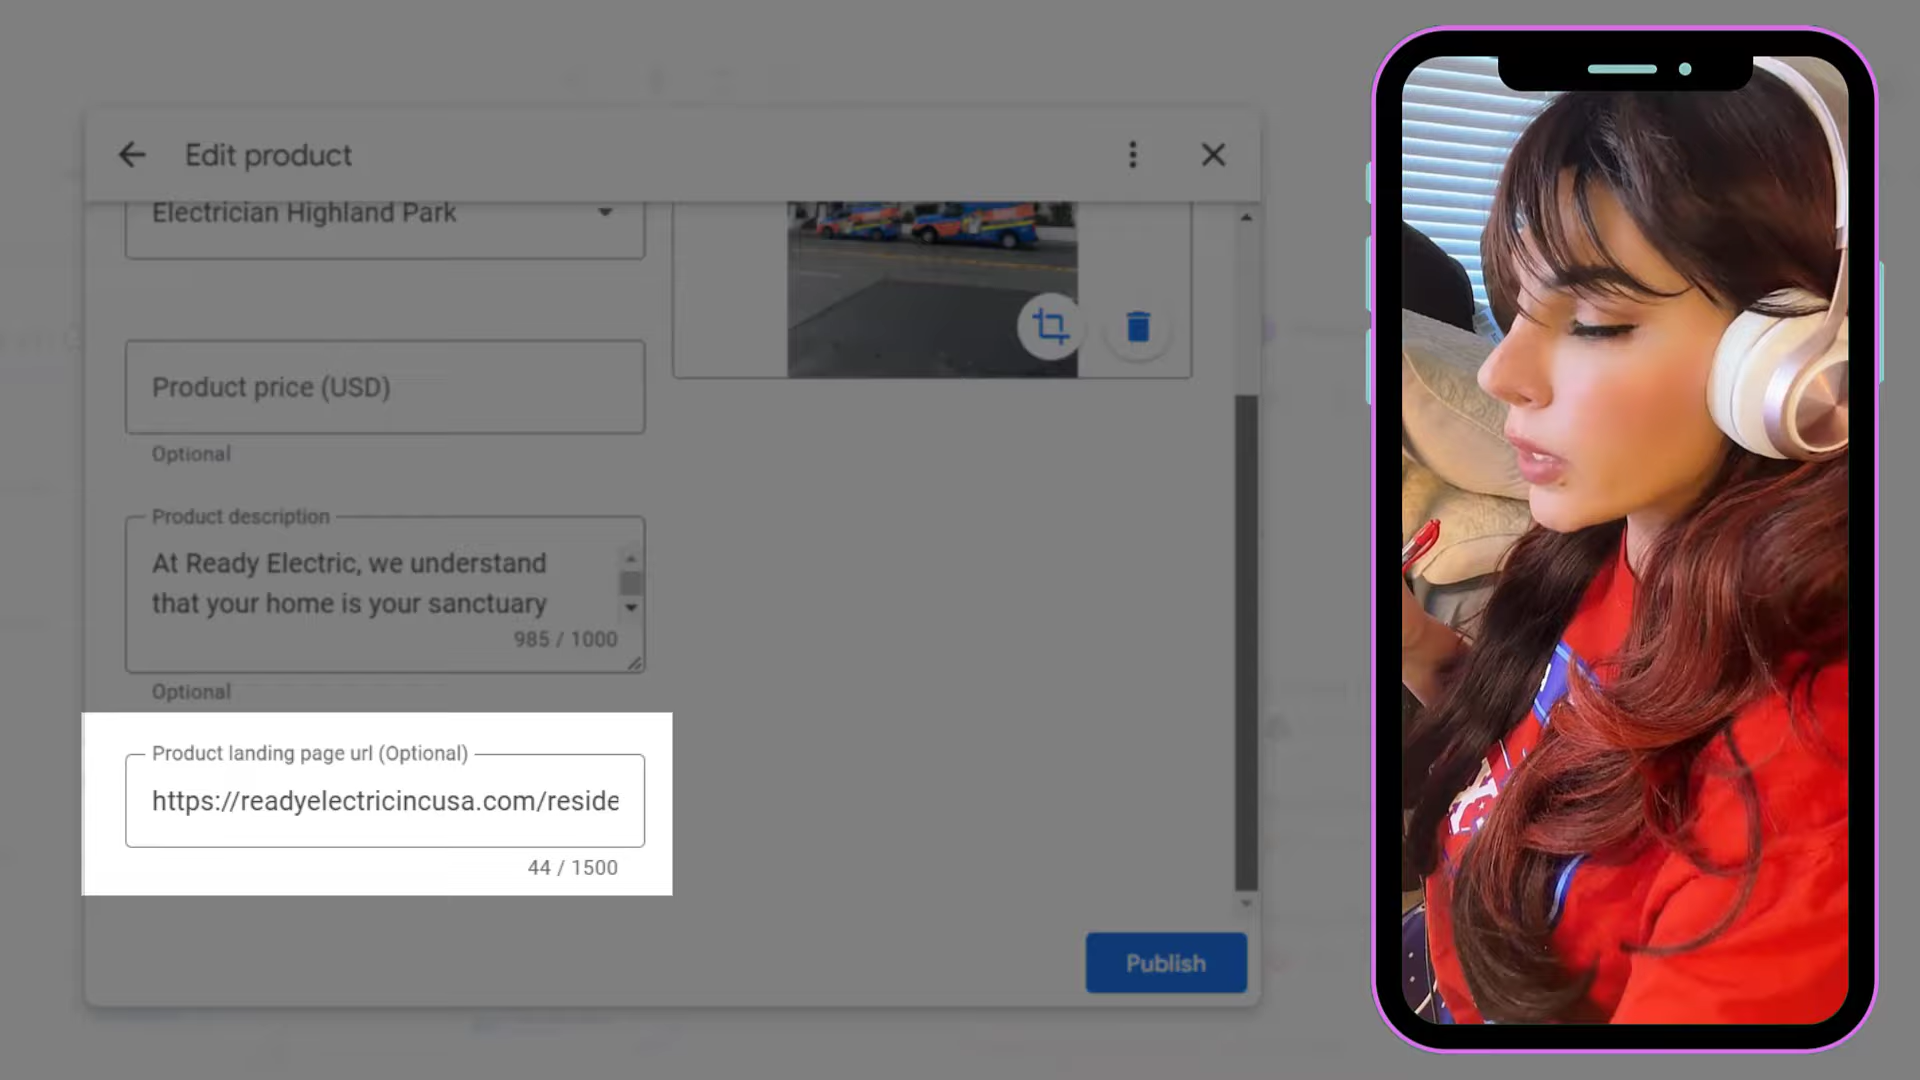 Edit product
Electrician Highland Park
Product price (USD)
Optional
Product description
At Ready Electric, we understand
that your home is your sanctuary
985 / 1000
Optional
Product landing page url (Optional)
https://readyelectricincusa.com/reside
44 / 1500
Publish